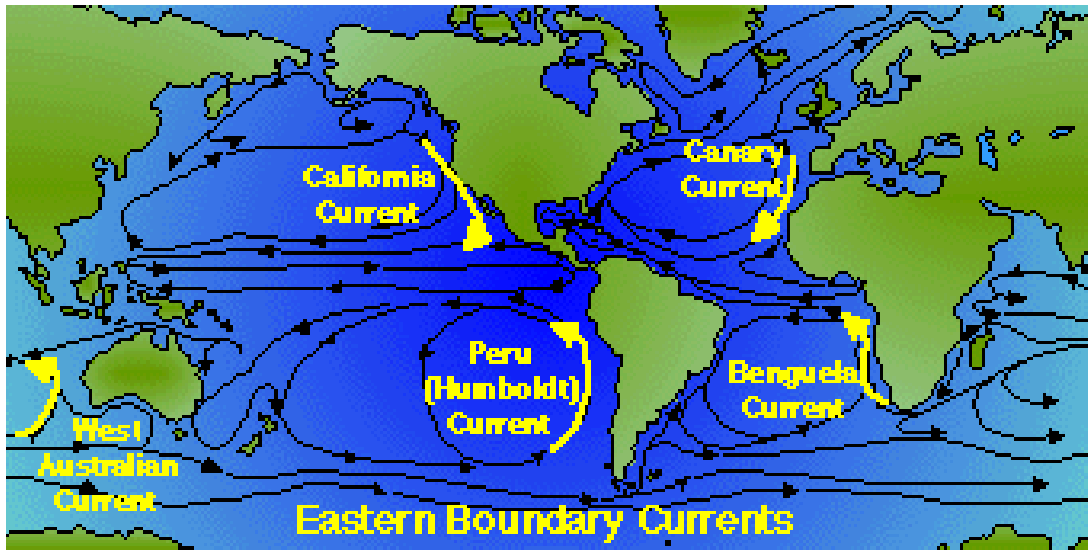 California
Current
Canary
Current
Peru
(Humboldt)
Current
Benguela
Current
West
Australian
Current
Eastern Boundary Currents